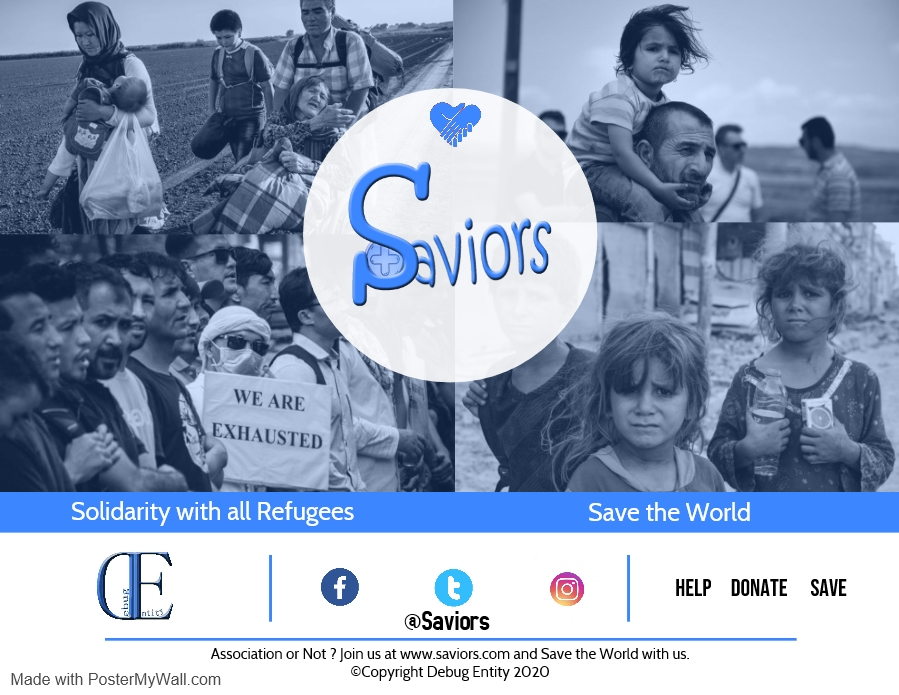 Saviors
WE ARE
EXHAUSTED
Solidarity with all Refugees
Save the World
Debug
Entity
HELP DONATE SAVE
@Saviors
Association or Not ? Join us at www.saviors.com and Save the World with us.
©Copyright Debug Entity 2020
Made with PosterMyWall.com